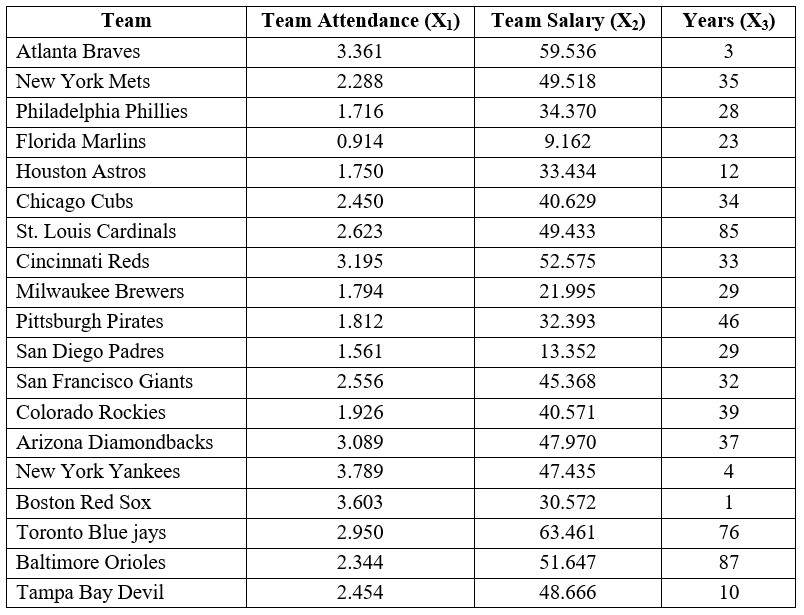 Team Team Attendance (X₁) Team Salary (X₂) Years (X₃)
Atlanta Braves 3.361 59.536 3
New York Mets 2.288 49.518 35
Philadelphia Phillies 1.716 34.370 28
Florida Marlins 0.914 9.162 23
Houston Astros 1.750 33.434 12
Chicago Cubs 2.450 40.629 34
St. Louis Cardinals 2.623 49.433 85
Cincinnati Reds 3.195 52.575 33
Milwaukee Brewers 1.794 21.995 29
Pittsburgh Pirates 1.812 32.393 46
San Diego Padres 1.561 13.352 29
San Francisco Giants 2.556 45.368 32
Colorado Rockies 1.926 40.571 39
Arizona Diamondbacks 3.089 47.970 37
New York Yankees 3.789 47.435 4
Boston Red Sox 3.603 30.572 1
Toronto Blue jays 2.950 63.461 76
Baltimore Orioles 2.344 51.647 87
Tampa Bay Devil 2.454 48.666 10